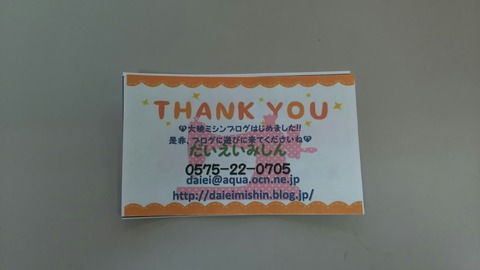 THANK YOU
大映ミシンブログはじめました!!
是非、ブログに遊びに来てくださいね
だいえいみしん
0575-22-0705
daiei@aqua.ocn.ne.jp
http://daieimishin.blog.jp/